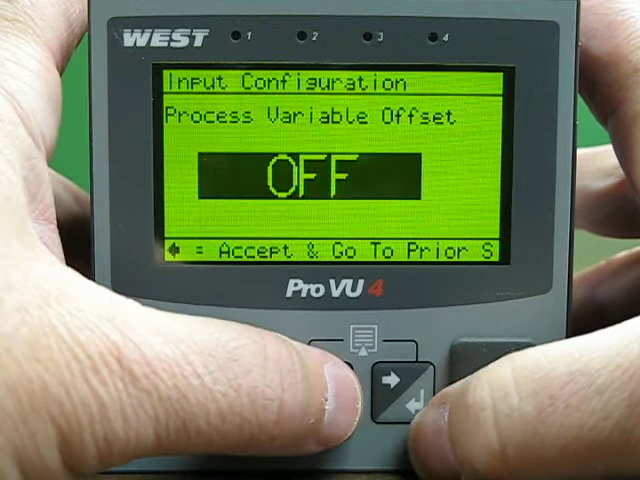 WEST 1 2 3 4
Input Configuration
Process Variable Offset
OFF
= Accept & Go To Prior S
Pro VU 4